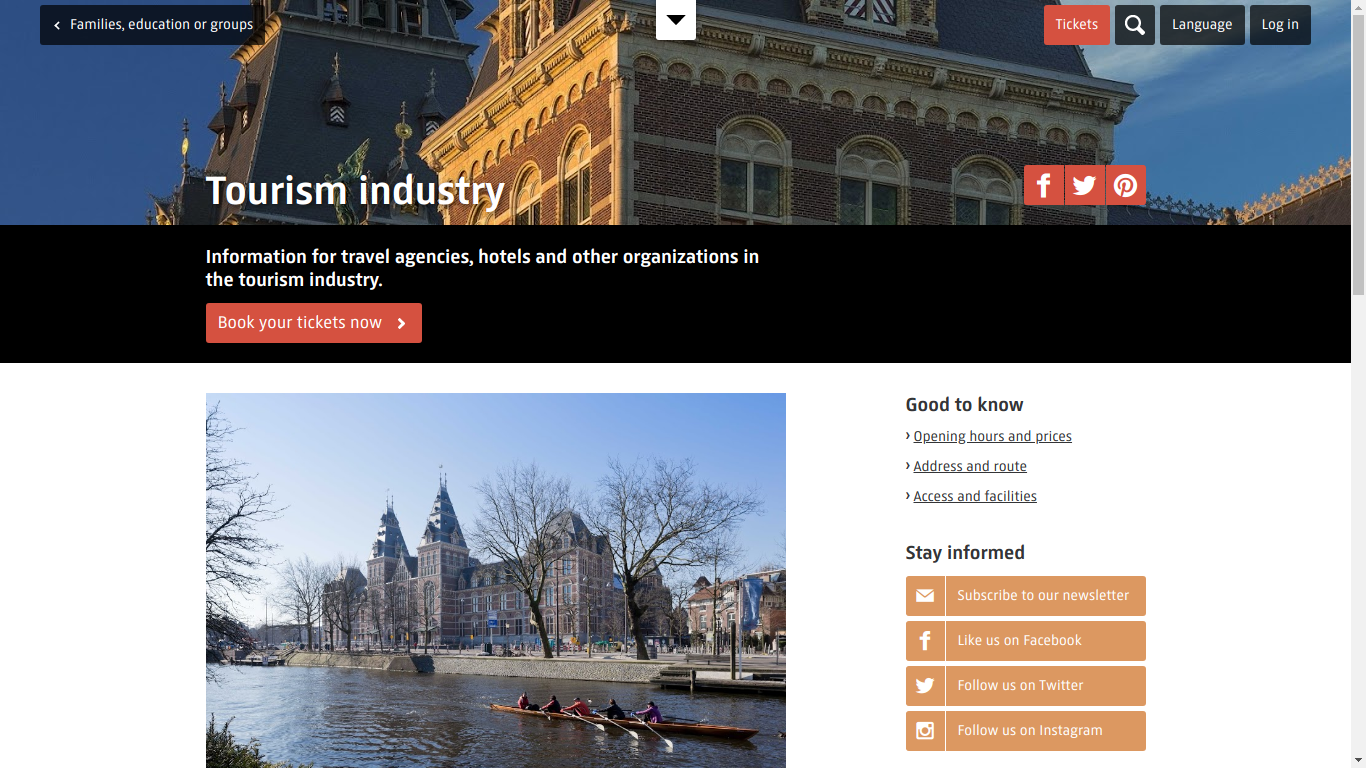 Families, education or groups
Tickets
Language
Log in
Tourism industry
Information for travel agencies, hotels and other organizations in
the tourism industry.
Book your tickets now
Good to know
Opening hours and prices
Address and route
Access and facilities
Stay informed
Subscribe to our newsletter
Like us on Facebook
Follow us on Twitter
Follow us on Instagram